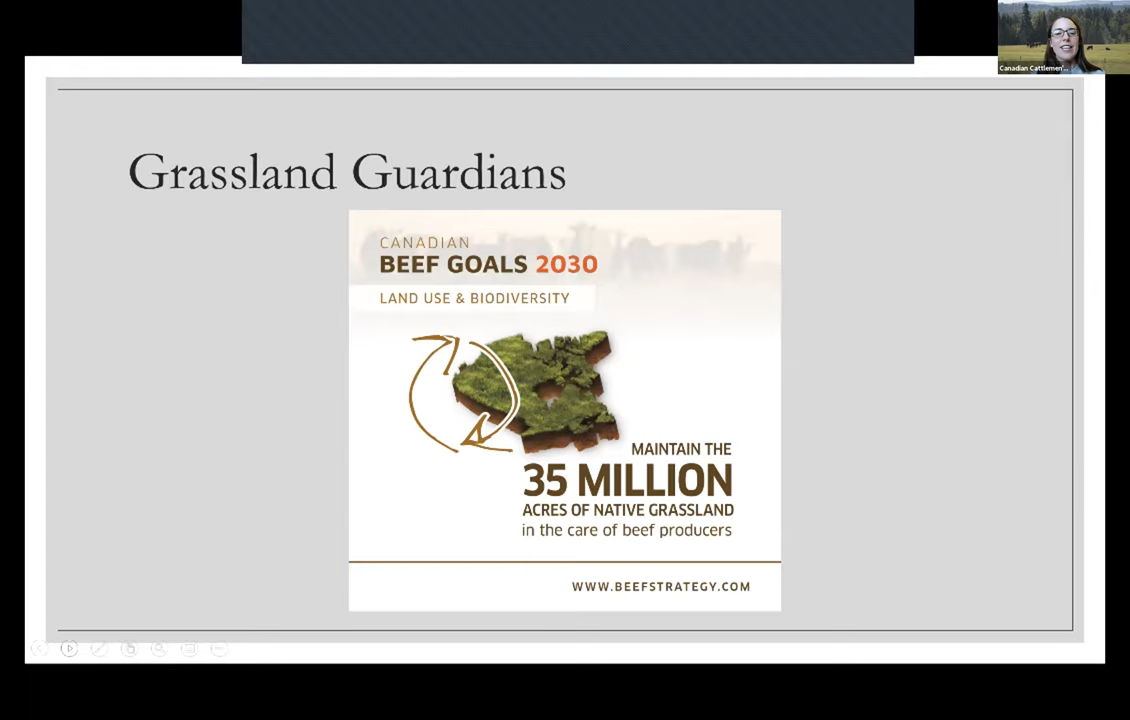 Canadian Cattlemen'...
Grassland Guardians
CANADIAN
BEEF GOALS 2030
LAND USE & BIODIVERSITY
MAINTAIN THE
35 MILLION
ACRES OF NATIVE GRASSLAND
in the care of beef producers
WWW.BEEFSTRATEGY.COM